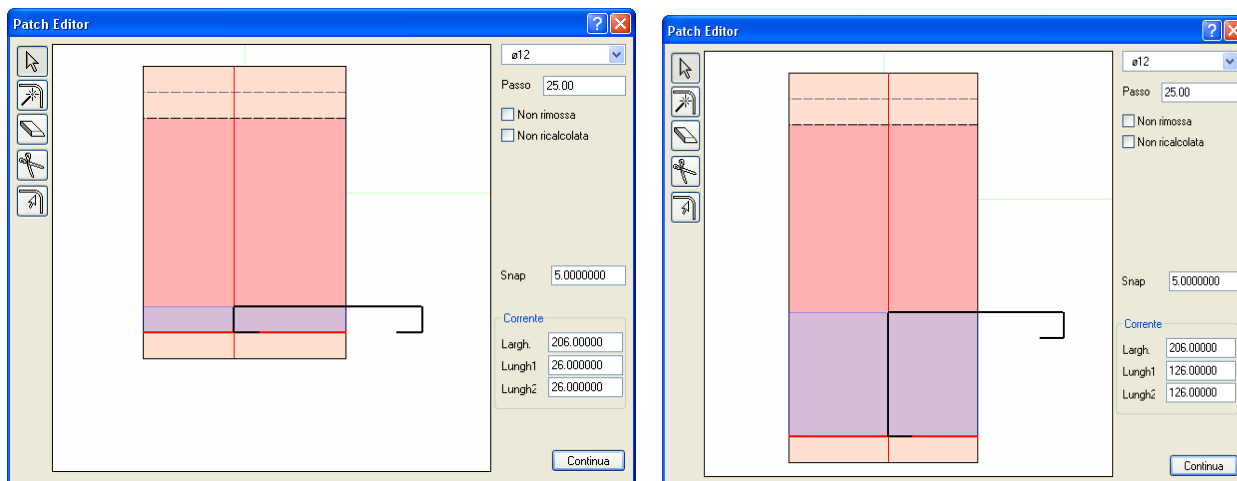 Patch Editor
ø12
Passo 25.00
Non rimossa
Non ricalcolata
Snap 5.0000000
Corrente
Largh. 206.00000
Lungh1 26.000000
Lungh2 26.000000
Continua
Patch Editor
ø12
Passo 25.00
Non rimossa
Non ricalcolata
Snap 5.0000000
Corrente
Largh. 206.00000
Lungh1 126.00000
Lungh2 126.00000
Continua